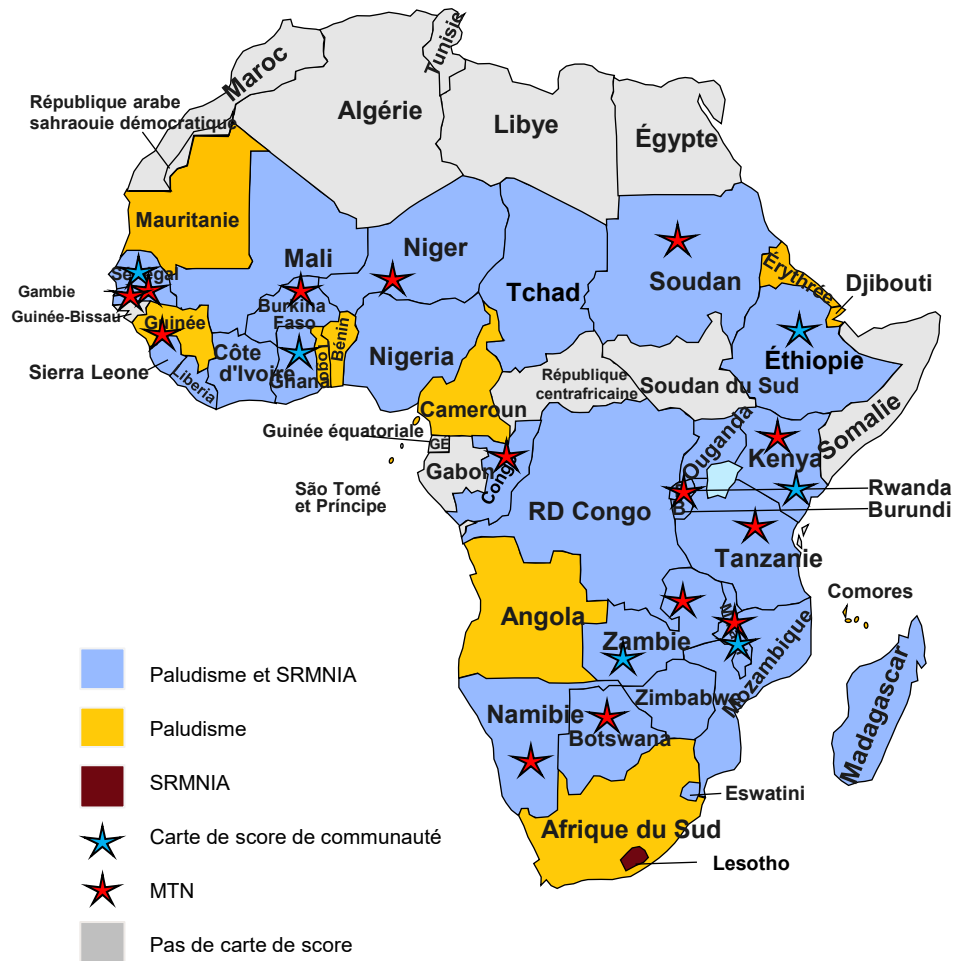 Maroc
Tunisie
Algérie
Libye
Égypte
République arabe
sahraouie démocratique
Mauritanie
Mali
Niger
Tchad
Soudan
Érythrée
Djibouti
Sénégal
Gambie
Guinée-Bissau
Guinée
Burkina
Faso
Bénin
Togo
Ghana
Côte
d'Ivoire
Nigeria
Éthiopie
Sierra Leone
Liberia
Cameroun
République
centrafricaine
Soudan du Sud
Somalie
Guinée équatoriale
GÉ
Gabon
Congo
Ouganda
Kenya
São Tomé
et Príncipe
RD Congo
B
Rwanda
Burundi
Tanzanie
Comores
Angola
Zambie
Mozambique
Madagascar
Zimbabwe
Namibie
Botswana
Eswatini
Afrique du Sud
Lesotho
Paludisme et SRMNIA
Paludisme
SRMNIA
Carte de score de communauté
MTN
Pas de carte de score